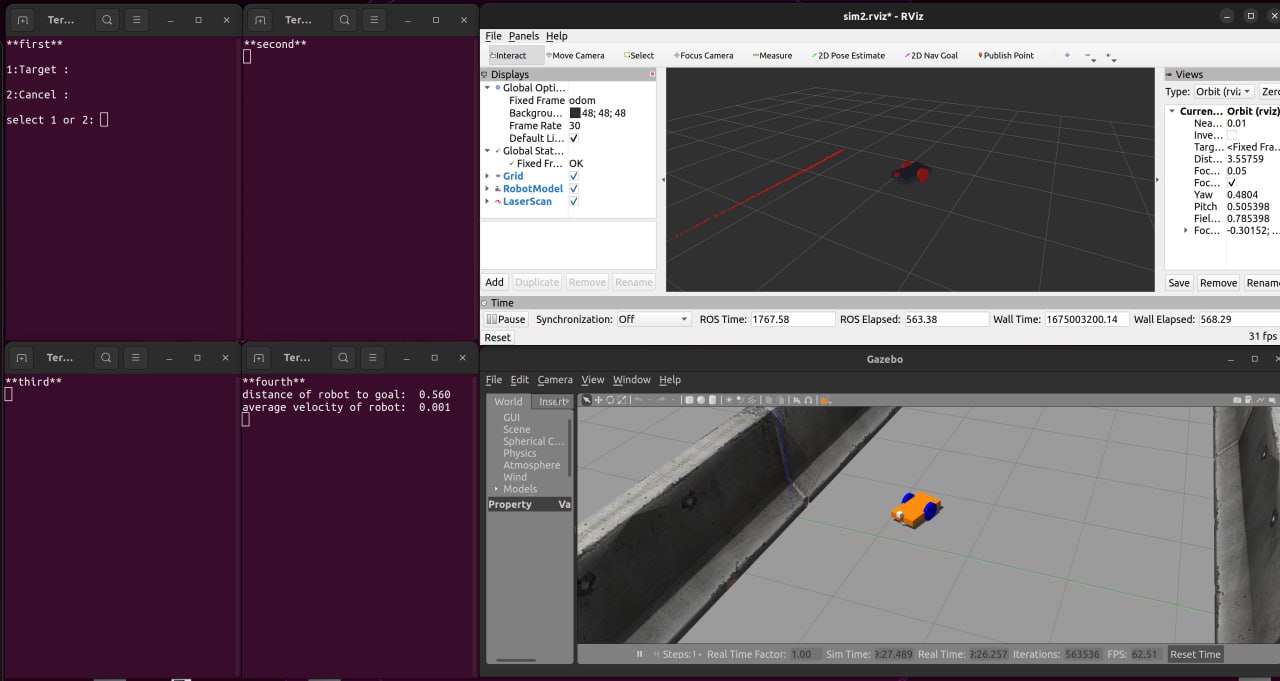 Ter...
**first**
1:Target :
2:Cancel :
select 1 or 2:
Ter...
**second**
Ter...
**third**
Ter...
**fourth**
distance of robot to goal:  0.560
average velocity of robot:  0.001
sim2.rviz* - RViz
File Panels Help
Interact Move Camera Select Focus Camera Measure 2D Pose Estimate 2D Nav Goal Publish Point
Displays
Global Opti...
Fixed Frame odom
Backgrou... 48; 48; 48
Frame Rate 30
Default Li...
Global Stat...
Fixed Fr... OK
Grid
RobotModel
LaserScan
Add Duplicate Remove Rename
Views
Type: Orbit (rviz Zero
Curren... Orbit (rviz)
Nea... 0.01
Inve...
Targ... <Fixed Fra...
Dist... 3.55759
Foc... 0.05
Foc...
Yaw 0.4804
Pitch 0.505398
Fiel... 0.785398
Foc... -0.30152; ...
Save Remove Renam
Time
Pause Synchronization: Off ROS Time: 1767.58 ROS Elapsed: 563.38 Wall Time: 1675003200.14 Wall Elapsed: 568.29
Reset 31 fps
Gazebo
File Edit Camera View Window Help
World Insert
GUI
Scene
Spherical C...
Physics
Atmosphere
Wind
Models
Property Va
Steps: 1 Real Time Factor: 1.00 Sim Time: 9:27.489 Real Time: 9:26.257 Iterations: 563536 FPS: 62.51 Reset Time